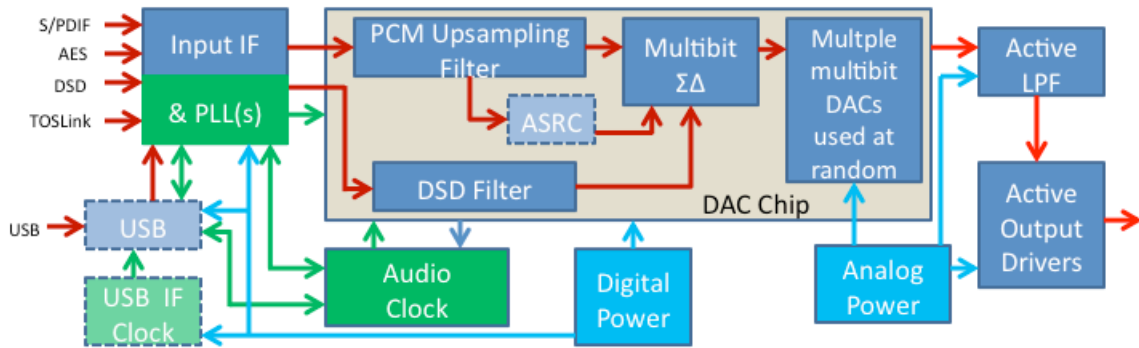 S/PDIF
AES
DSD
TOSLink
USB
Input IF
& PLL(s)
USB
USB IF
Clock
PCM Upsampling
Filter
ASRC
DSD Filter
Multibit
ΣΔ
Multple
multibit
DACs
used at
random
DAC Chip
Audio
Clock
Digital
Power
Analog
Power
Active
LPF
Active
Output
Drivers